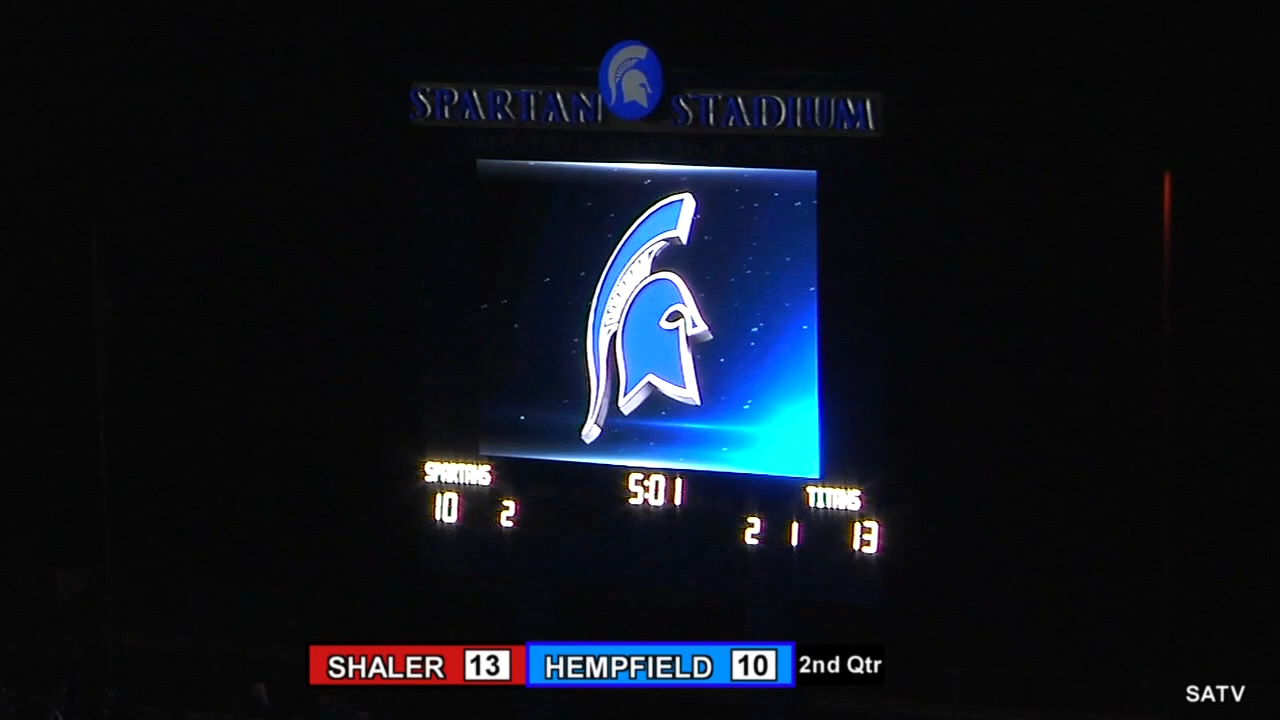 SPARTAN STADIUM
SPARTANS 5:01 TITANS
10 2 2 1 13
SHALER 13 HEMPFIELD 10 2nd Qtr
SATV